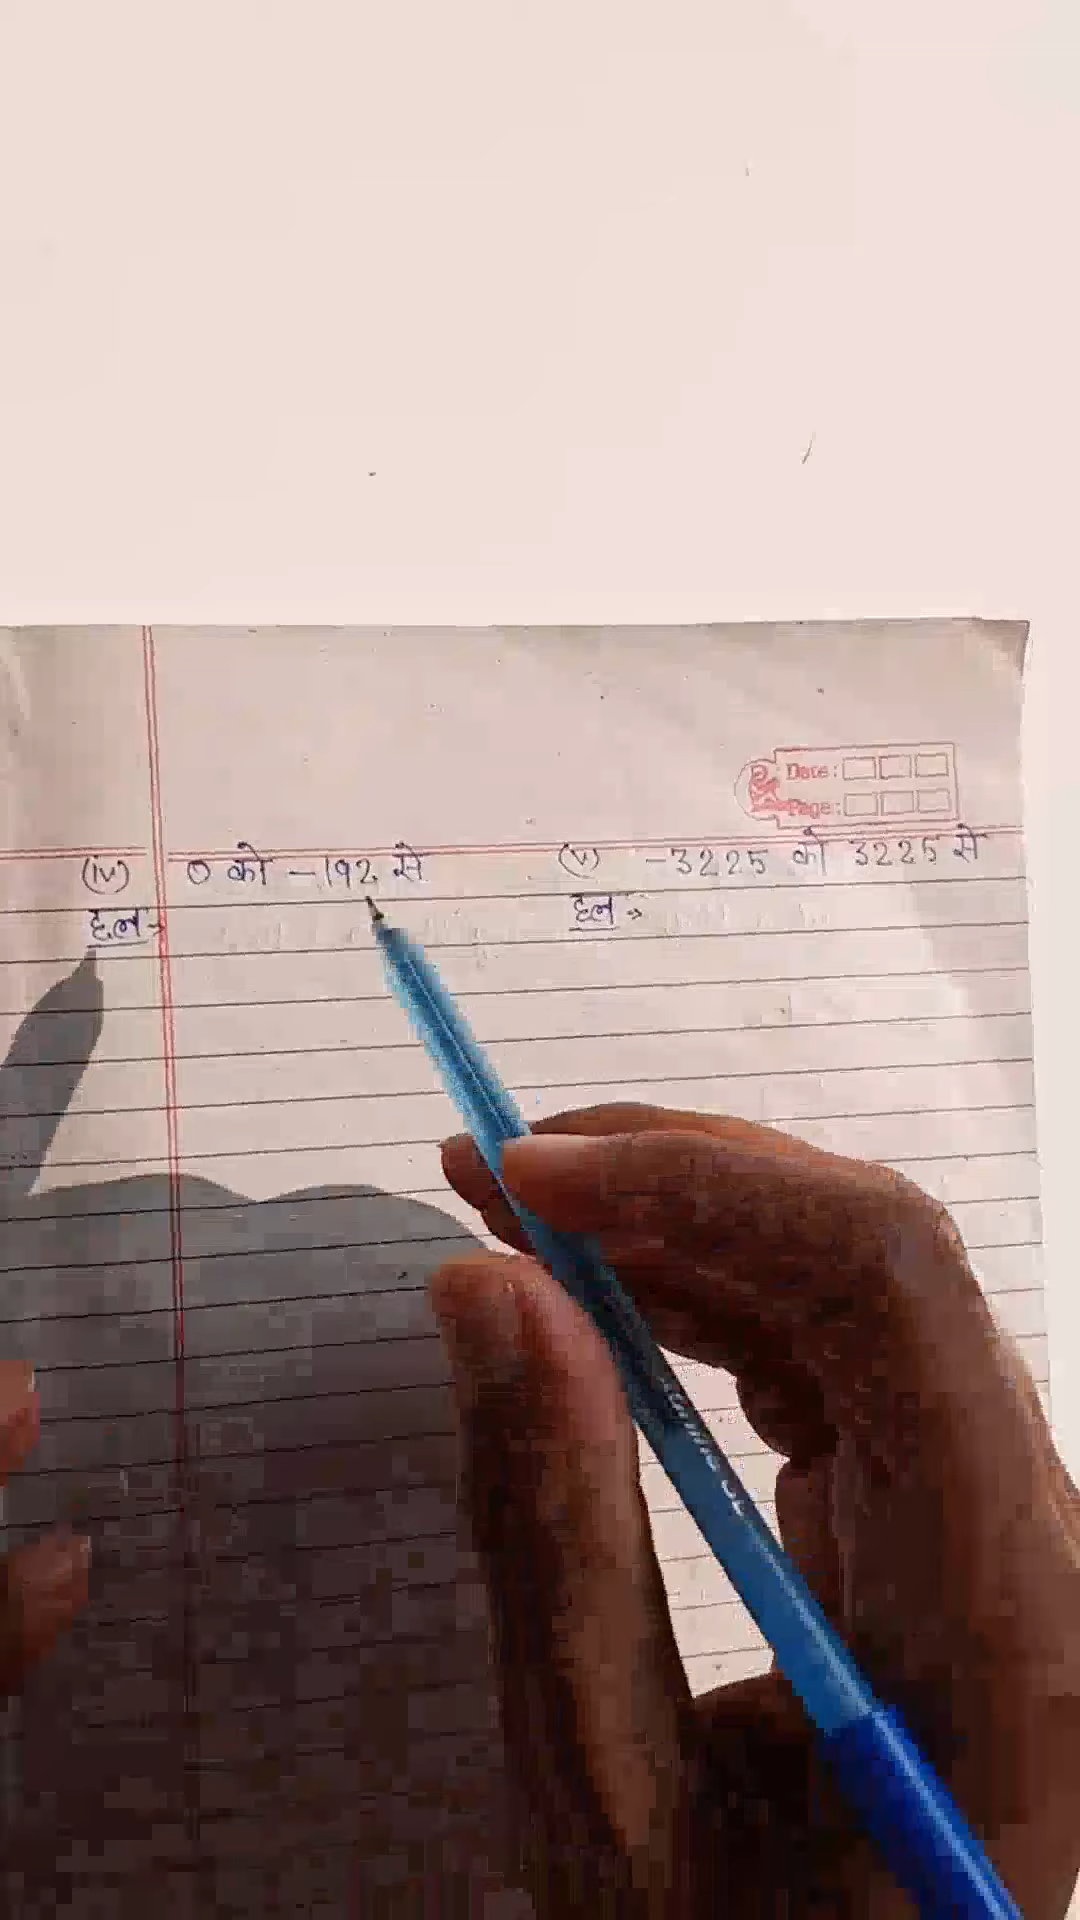 Date:
Page:
(iv) 0 को -192 से
(v) -3225 को 3225 से
हल→
हल→